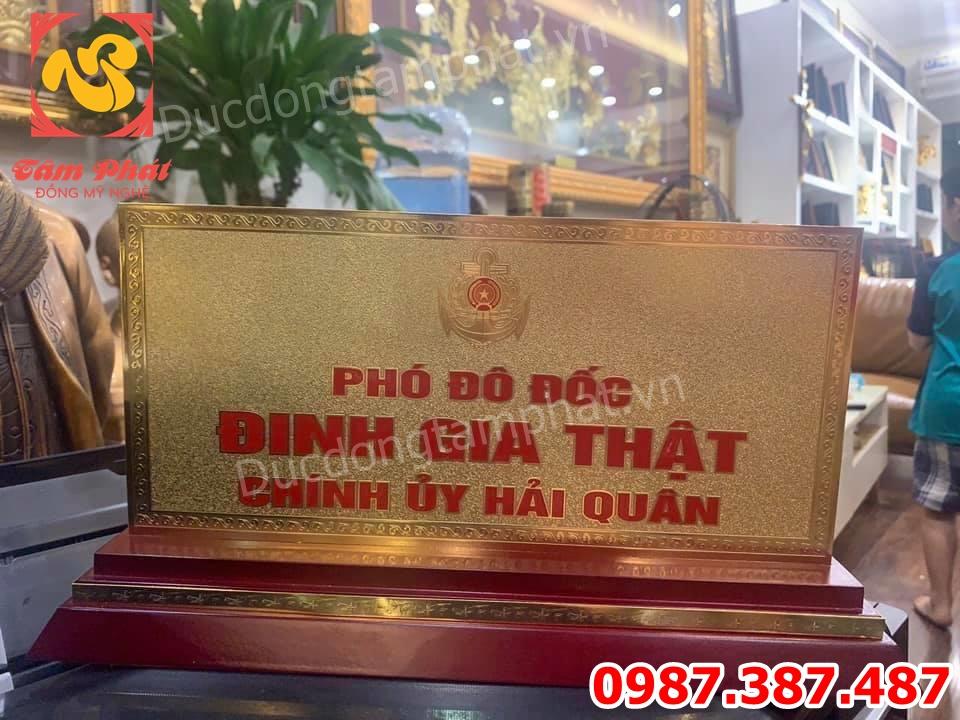 Ducdongtamphat.vn
Tâm Phát
ĐỒNG MỸ NGHỆ
PHÓ ĐÔ ĐỐC
ĐINH GIA THẬT
Ducdongtamphat.vn
CHÍNH ỦY HẢI QUÂN
0987.387.487